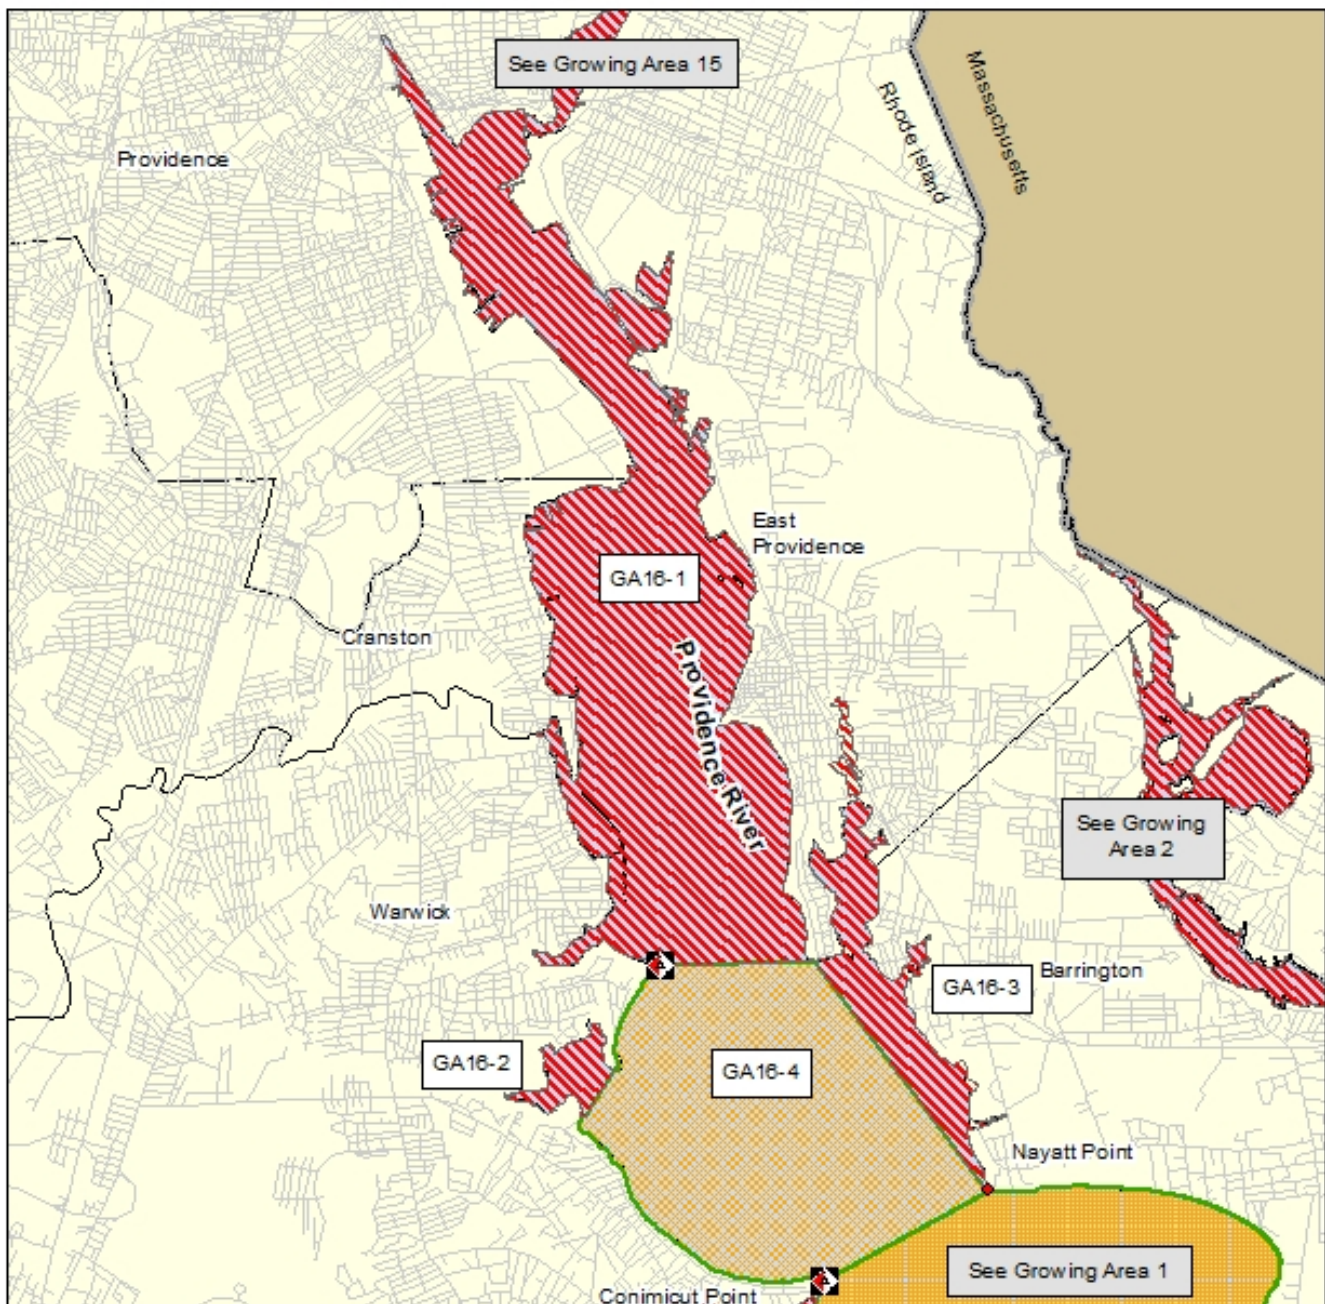 See Growing Area 15
Massachusetts
Rhode Island
Providence
East
Providence
GA16-1
Cranston
Providence River
See Growing
Area 2
Warwick
Barrington
GA16-3
GA16-2
GA16-4
Nayatt Point
See Growing Area 1
Conimicut Point